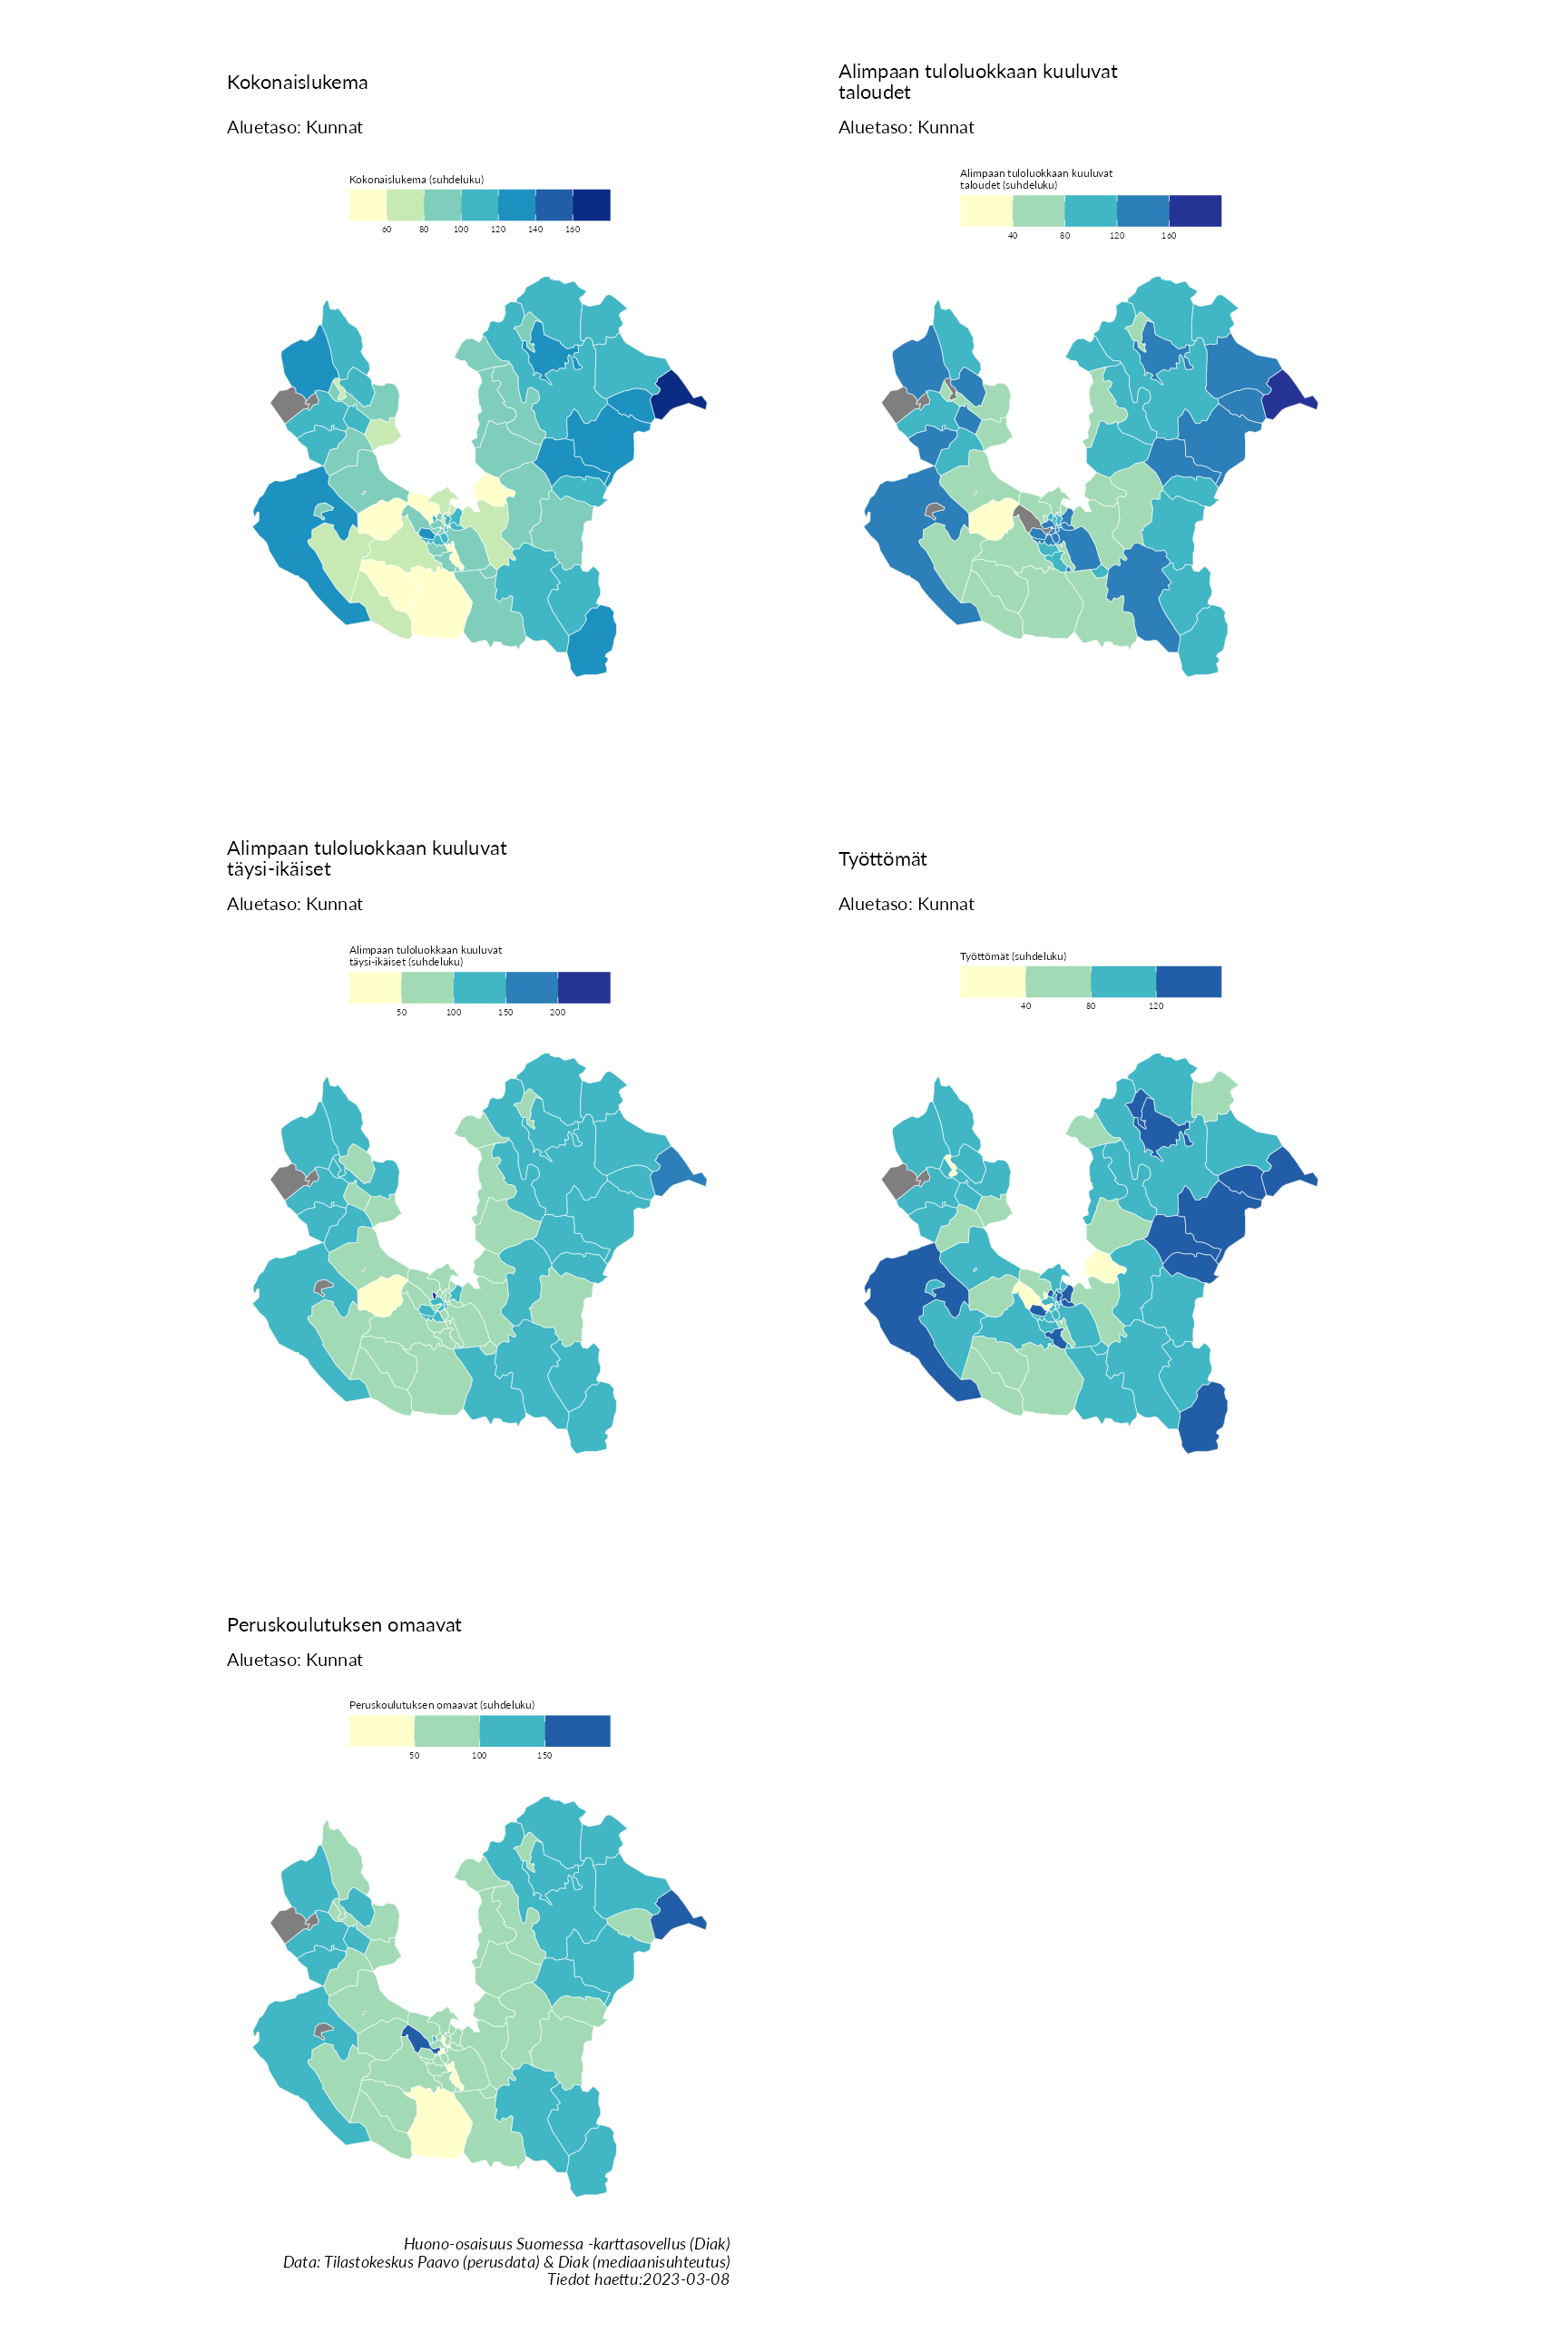 Kokonaislukema
Aluetaso: Kunnat
Kokonaislukema (suhdeluku)
60 80 100 120 140 160
Alimpaan tuloluokkaan kuuluvat
taloudet
Aluetaso: Kunnat
Alimpaan tuloluokkaan kuuluvat
taloudet (suhdeluku)
40 80 120 160
Alimpaan tuloluokkaan kuuluvat
täysi-ikäiset
Aluetaso: Kunnat
Alimpaan tuloluokkaan kuuluvat
täysi-ikäiset (suhdeluku)
50 100 150 200
Työttömät
Aluetaso: Kunnat
Työttömät (suhdeluku)
40 80 120
Peruskoulutuksen omaavat
Aluetaso: Kunnat
Peruskoulutuksen omaavat (suhdeluku)
50 100 150
Huono-osaisuus Suomessa -karttasovellus (Diak)
Data: Tilastokeskus Paavo (perusdata) & Diak (mediaanisuhteutus)
Tiedot haettu:2023-03-08